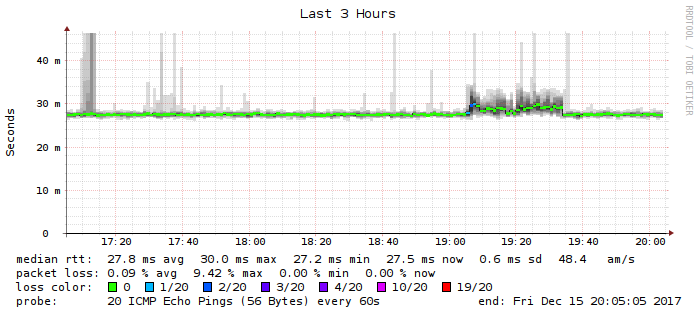 Last 3 Hours
RRDTOOL / TOBI OETIKER
Seconds
40 m
30 m
20 m
10 m
0
17:20 17:40 18:00 18:20 18:40 19:00 19:20 19:40 20:00
median rtt: 27.8 ms avg 30.0 ms max 27.2 ms min 27.5 ms now 0.6 ms sd 48.4 am/s
packet loss: 0.09 % avg 9.42 % max 0.00 % min 0.00 % now
loss color: 0 1/20 2/20 3/20 4/20 10/20 19/20
probe: 20 ICMP Echo Pings (56 Bytes) every 60s end: Fri Dec 15 20:05:05 2017